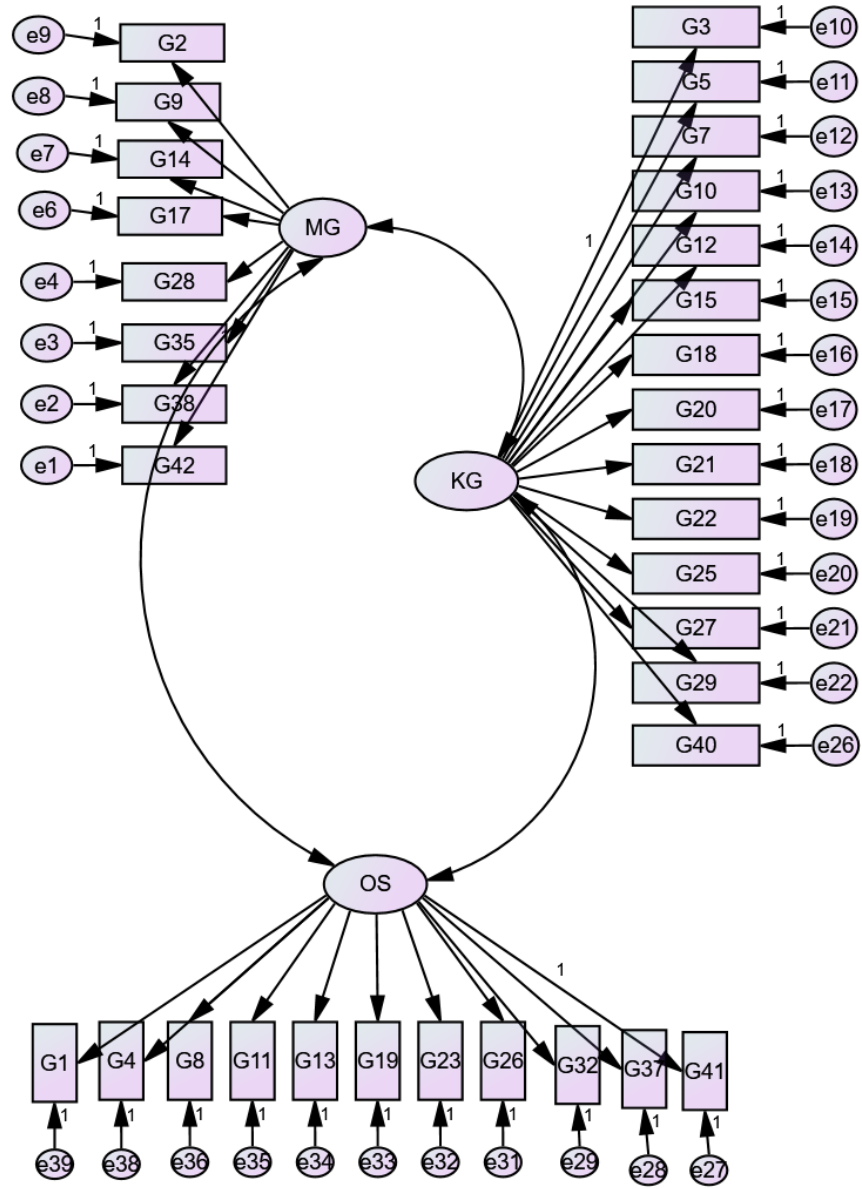 e9 1 G2
e8 1 G9
e7 1 G14
e6 1 G17
e4 1 G28
e3 1 G35
e2 1 G38
e1 1 G42
MG
G3 1 e10
G5 1 e11
G7 1 e12
G10 1 e13
1
G12 1 e14
G15 1 e15
G18 1 e16
G20 1 e17
G21 1 e18
G22 1 e19
G25 1 e20
G27 1 e21
G29 1 e22
G40 1 e26
KG
OS
1
G1 G4 G8 G11 G13 G19 G23 G26 G32 G37 G41
1 1 1 1 1 1 1 1 1 1 1
e39 e38 e36 e35 e34 e33 e32 e31 e29 e28 e27